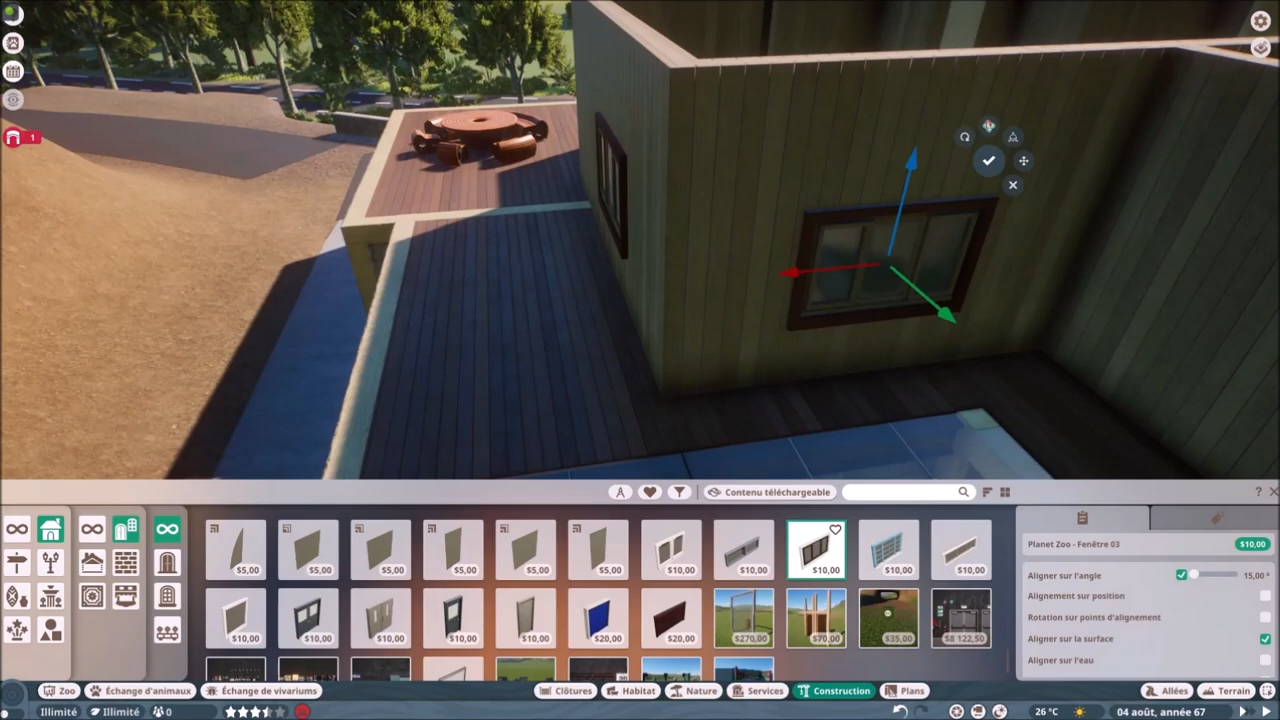 1
Contenu téléchargeable
?
$5,00 $5,00 $5,00 $5,00 $5,00 $5,00 $10,00 $10,00 $10,00 $10,00 $10,00
$10,00 $10,00 $10,00 $10,00 $10,00 $20,00 $20,00 $270,00 $70,00 $35,00 $8 122,50
Planet Zoo - Fenêtre 03 $10,00
Aligner sur l'angle 15,00 °
Alignement sur position
Rotation sur points d'alignement
Aligner sur la surface
Aligner sur l'eau
Zoo Échange d'animaux Échange de vivariums Clôtures Habitat Nature Services Construction Plans Allées Terrain
Illimité Illimité 0 26 °C 04 août, année 67